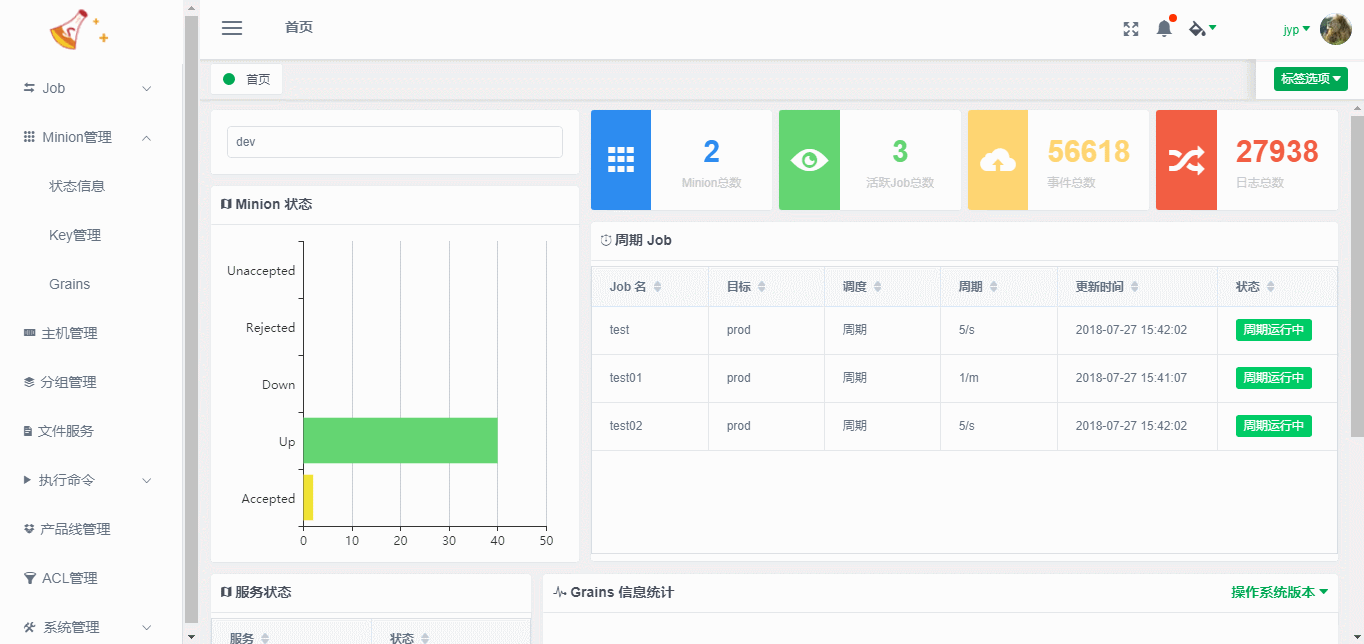 首页
jyp
首页
标签选项
Job
Minion管理
状态信息
Key管理
Grains
主机管理
分组管理
文件服务
执行命令
产品线管理
ACL管理
系统管理
dev
2
Minion总数
3
活跃Job总数
56618
事件总数
27938
日志总数
Minion 状态
Unaccepted
Rejected
Down
Up
Accepted
0 10 20 30 40 50
周期 Job
Job 名 目标 调度 周期 更新时间 状态
test prod 周期 5/s 2018-07-27 15:42:02 周期运行中
test01 prod 周期 1/m 2018-07-27 15:41:07 周期运行中
test02 prod 周期 5/s 2018-07-27 15:42:02 周期运行中
服务状态
服务 状态
Grains 信息统计
操作系统版本